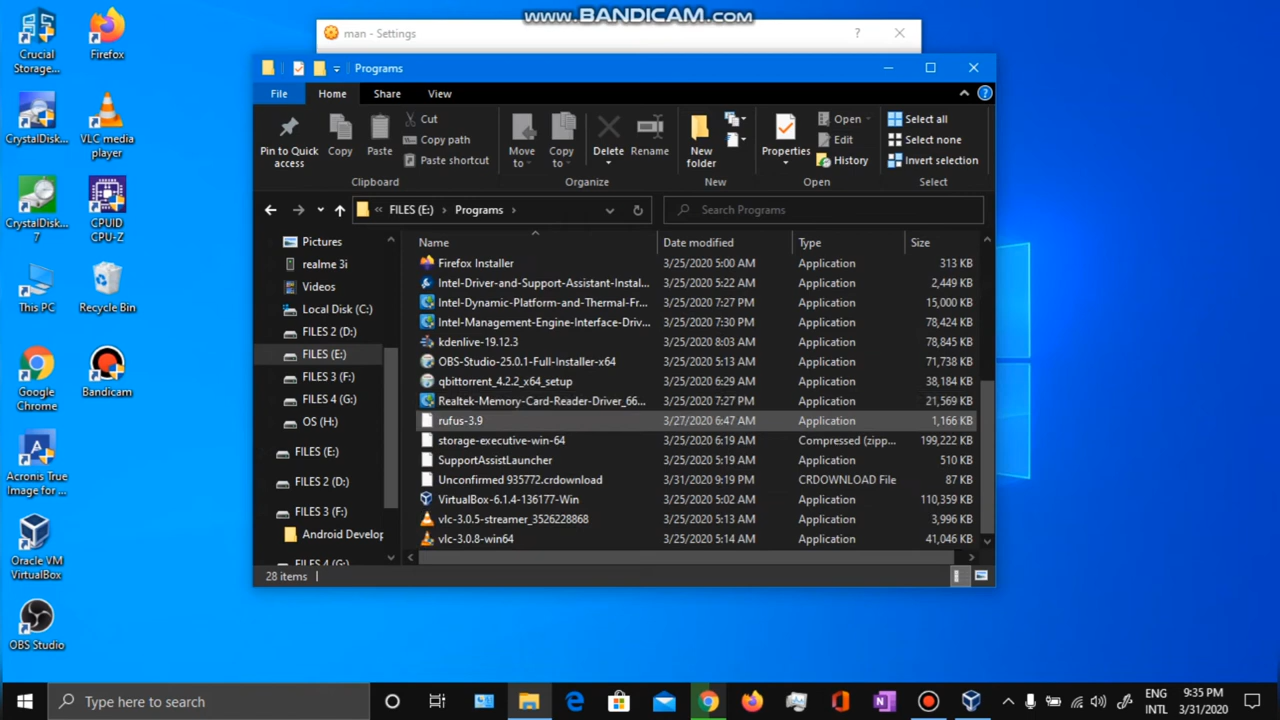 www.BANDICAM.com
Crucial Storage...
Firefox
CrystalDisk...
VLC media player
CrystalDisk... 7
CPUID CPU-Z
This PC
Recycle Bin
Google Chrome
Bandicam
Acronis True Image for ...
Oracle VM VirtualBox
OBS Studio
man - Settings
?
Programs
File
Home
Share
View
Pin to Quick access
Copy
Paste
Cut
Copy path
Paste shortcut
Clipboard
Move to
Copy to
Delete
Rename
Organize
New folder
New
Properties
Open
Edit
History
Open
Select all
Select none
Invert selection
Select
« FILES (E:) > Programs >
Search Programs
Pictures
realme 3i
Videos
Local Disk (C:)
FILES 2 (D:)
FILES (E:)
FILES 3 (F:)
FILES 4 (G:)
OS (H:)
FILES (E:)
FILES 2 (D:)
FILES 3 (F:)
Android Develop
FILES 4 (G:)
Name Date modified Type Size
Firefox Installer 3/25/2020 5:00 AM Application 313 KB
Intel-Driver-and-Support-Assistant-Instal... 3/25/2020 5:22 AM Application 2,449 KB
Intel-Dynamic-Platform-and-Thermal-Fr... 3/25/2020 7:27 PM Application 15,000 KB
Intel-Management-Engine-Interface-Driv... 3/25/2020 7:30 PM Application 78,424 KB
kdenlive-19.12.3 3/25/2020 8:03 AM Application 78,845 KB
OBS-Studio-25.0.1-Full-Installer-x64 3/25/2020 5:13 AM Application 71,738 KB
qbittorrent_4.2.2_x64_setup 3/25/2020 6:29 AM Application 38,184 KB
Realtek-Memory-Card-Reader-Driver_66... 3/25/2020 7:27 PM Application 21,569 KB
rufus-3.9 3/27/2020 6:47 AM Application 1,166 KB
storage-executive-win-64 3/25/2020 6:19 AM Compressed (zipp... 199,222 KB
SupportAssistLauncher 3/25/2020 5:19 AM Application 510 KB
Unconfirmed 935772.crdownload 3/31/2020 9:19 PM CRDOWNLOAD File 87 KB
VirtualBox-6.1.4-136177-Win 3/25/2020 5:02 AM Application 110,359 KB
vlc-3.0.5-streamer_3526228868 3/25/2020 5:13 AM Application 3,996 KB
vlc-3.0.8-win64 3/25/2020 5:14 AM Application 41,046 KB
28 items
Type here to search
ENG INTL
9:35 PM
3/31/2020